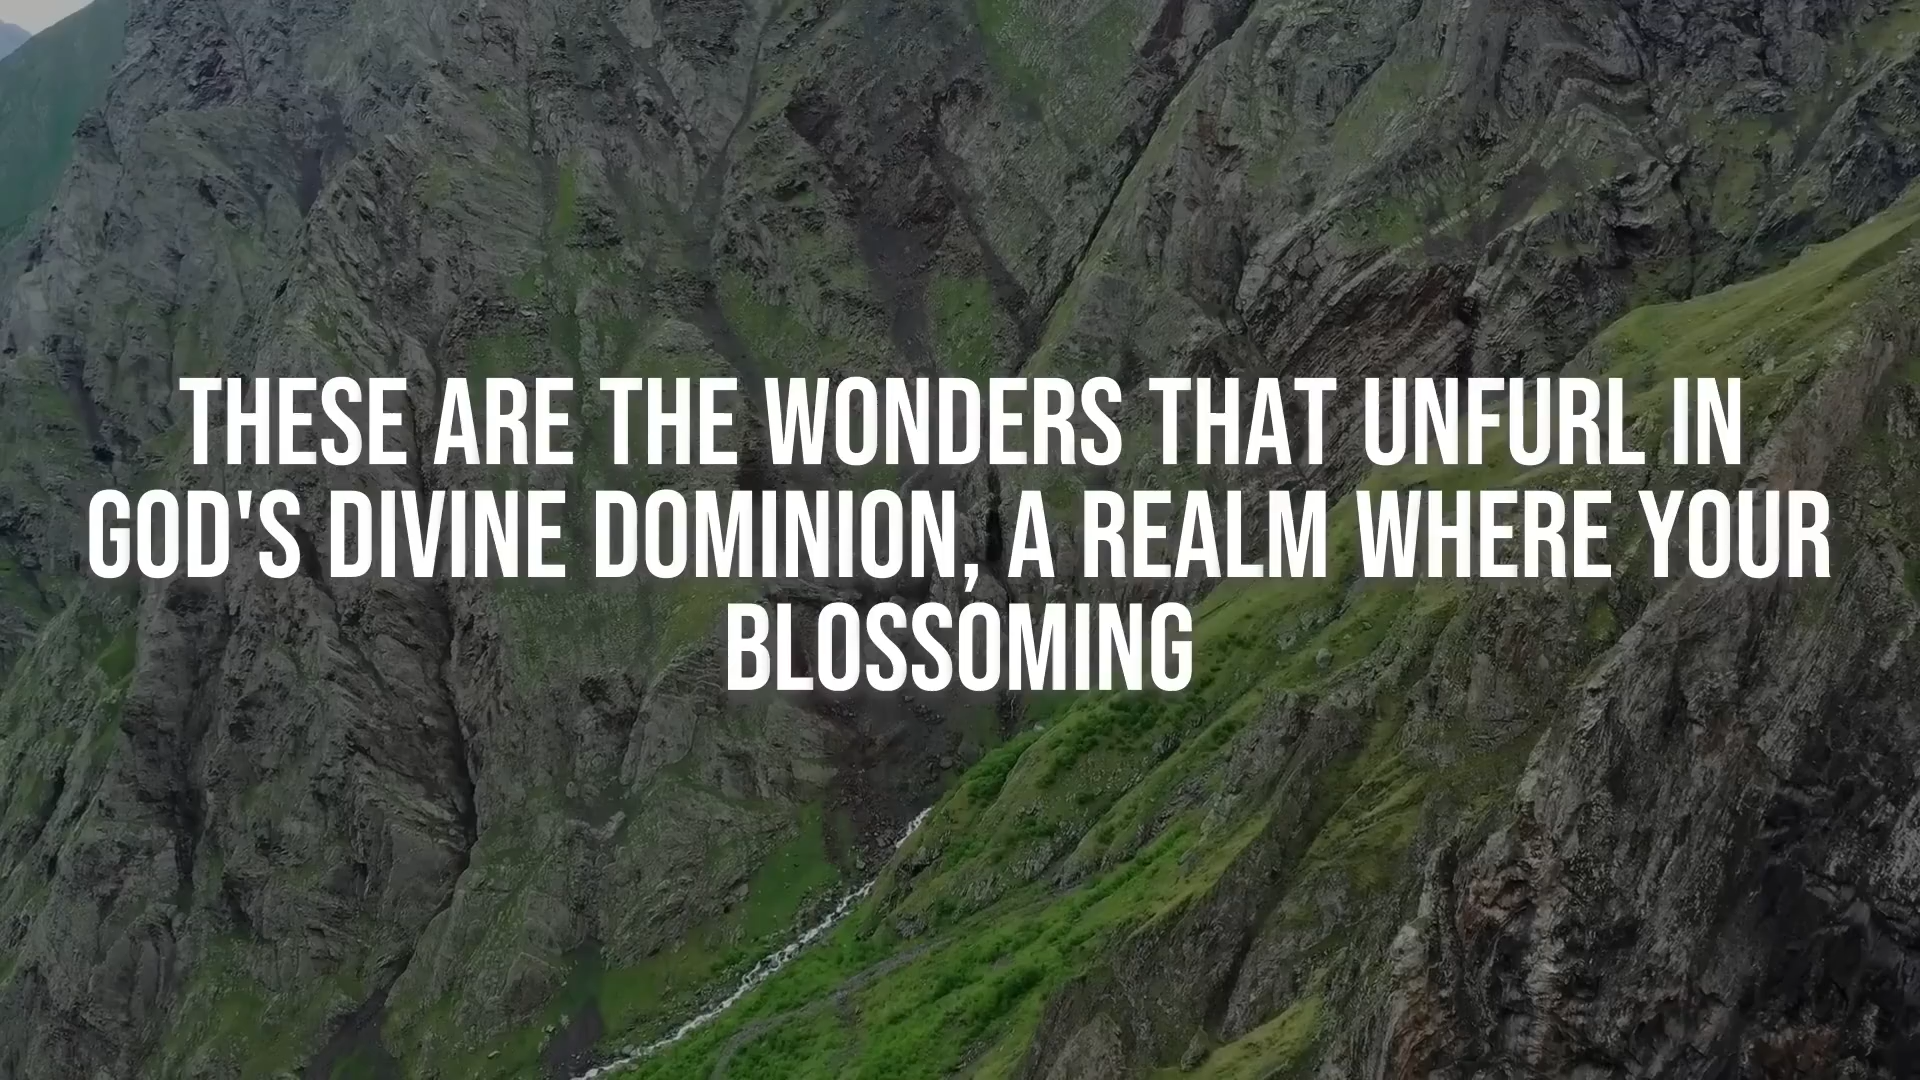 THESE ARE THE WONDERS THAT UNFURL IN
GOD'S DIVINE DOMINION, A REALM WHERE YOUR
BLOSSOMING